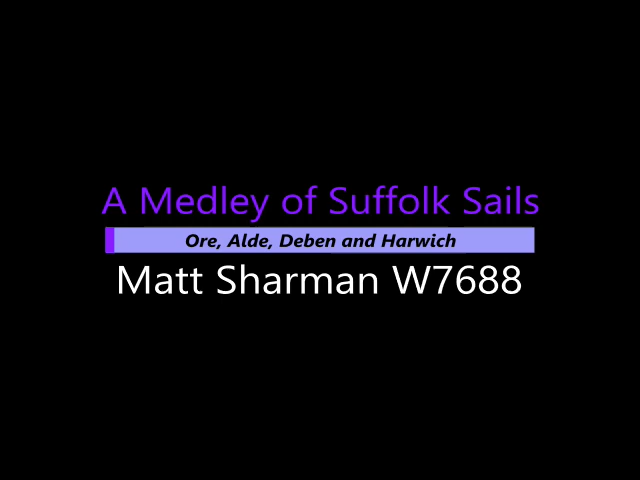 A Medley of Suffolk Sails
Ore, Alde, Deben and Harwich
Matt Sharman W7688